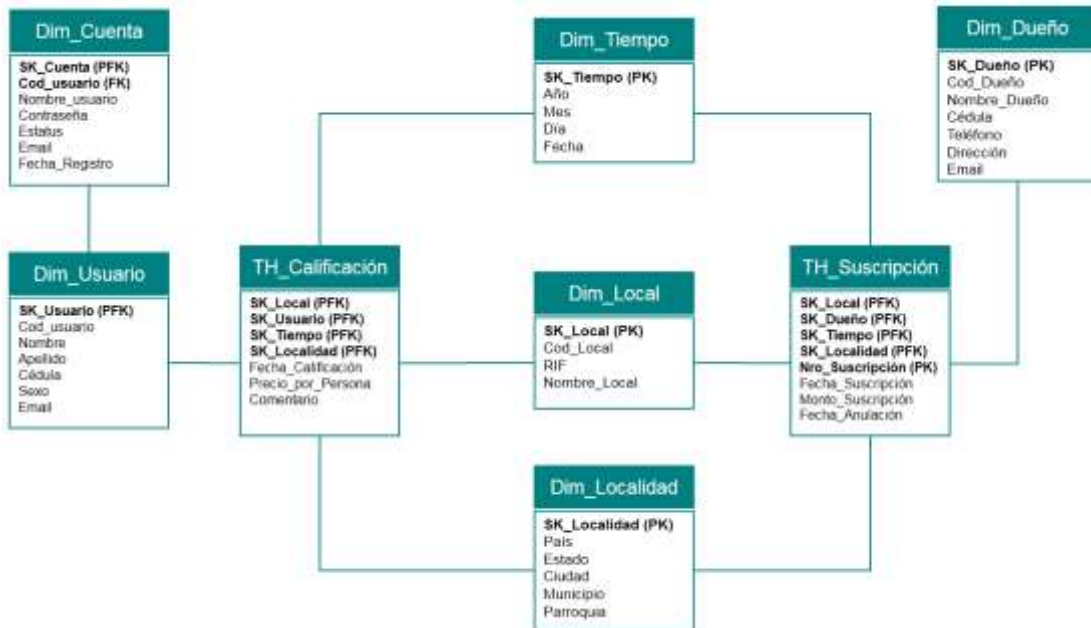 Dim_Cuenta
SK_Cuenta (PFK)
Cod_usuario (FK)
Nombre_usuario
Contraseña
Estatus
Email
Fecha_Registro
Dim_Tiempo
SK_Tiempo (PK)
Año
Mes
Día
Fecha
Dim_Dueño
SK_Dueño (PK)
Cod_Dueño
Nombre_Dueño
Cédula
Teléfono
Dirección
Email
Dim_Usuario
SK_Usuario (PFK)
Cod_usuario
Nombre
Apellido
Cédula
Sexo
Email
TH_Calificación
SK_Local (PFK)
SK_Usuario (PFK)
SK_Tiempo (PFK)
SK_Localidad (PFK)
Fecha_Calificación
Precio_por_Persona
Comentario
Dim_Local
SK_Local (PK)
Cod_Local
RIF
Nombre_Local
TH_Suscripción
SK_Local (PFK)
SK_Dueño (PFK)
SK_Tiempo (PFK)
SK_Localidad (PFK)
Nro_Suscripción (PK)
Fecha_Suscripción
Monto_Suscripción
Fecha_Anulación
Dim_Localidad
SK_Localidad (PK)
País
Estado
Ciudad
Municipio
Parroquia